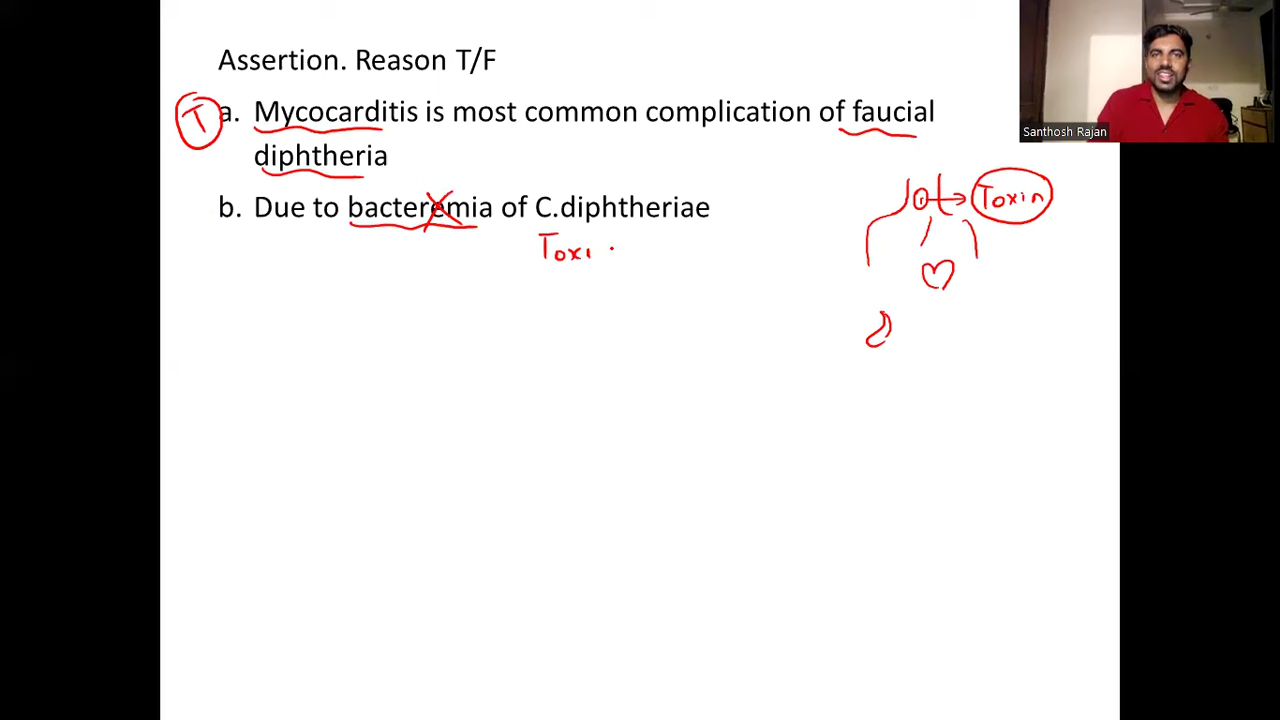 Assertion. Reason T/F
T a. Mycocarditis is most common complication of faucial
diphtheria
b. Due to bacteremia of C.diphtheriae
Toxi
Toxin
Santhosh Rajan